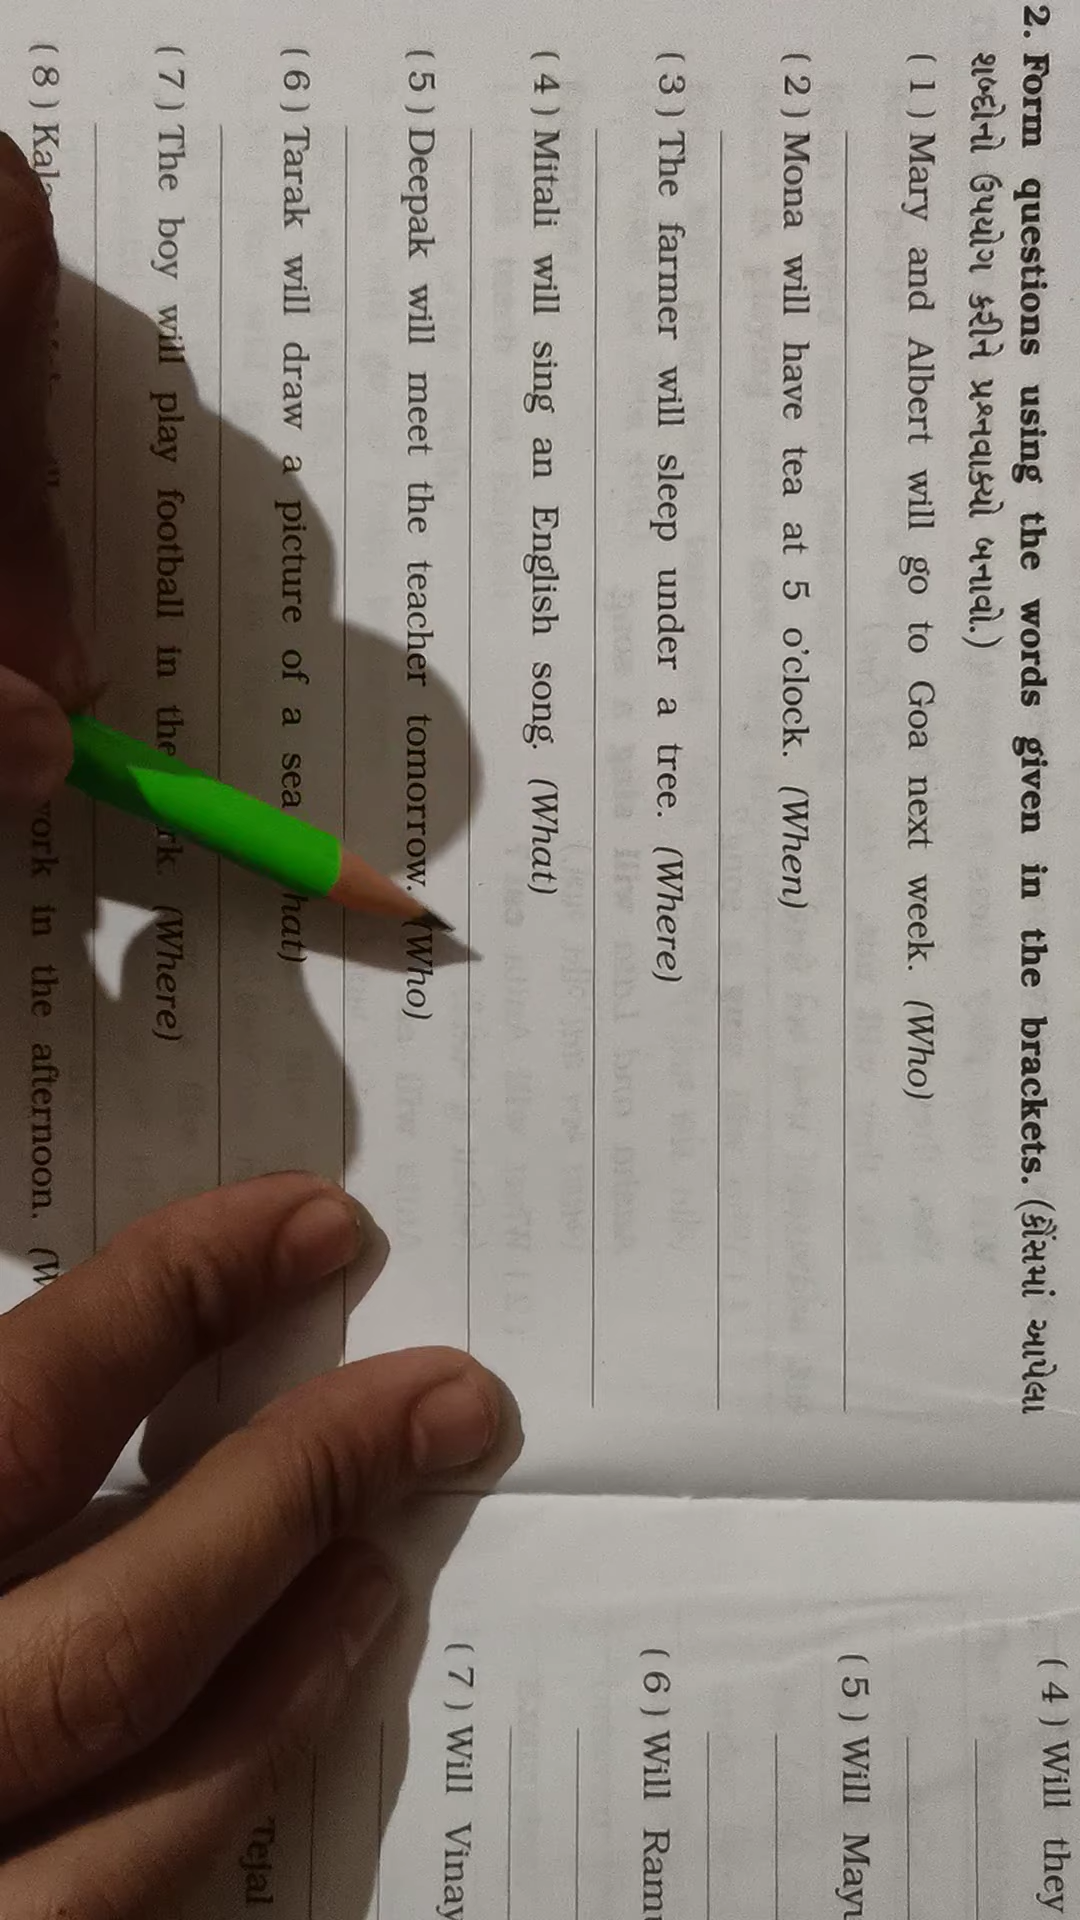 2. Form questions using the words given in the brackets. (કૌંસમાં આપેલા
શબ્દોનો ઉપયોગ કરીને પ્રશ્નવાક્યો બનાવો.)
( 1 ) Mary and Albert will go to Goa next week. (Who)
( 2 ) Mona will have tea at 5 o'clock. (When)
( 3 ) The farmer will sleep under a tree. (Where)
( 4 ) Mitali will sing an English song. (What)
( 5 ) Deepak will meet the teacher tomorrow. (Who)
( 6 ) Tarak will draw a picture of a sea
( 7 ) The boy will play football in the (Where)
( 8 ) in the afternoon.
( 4 ) Will they
( 5 ) Will
( 6 ) Will
( 7 ) Will Vinay
Tejal